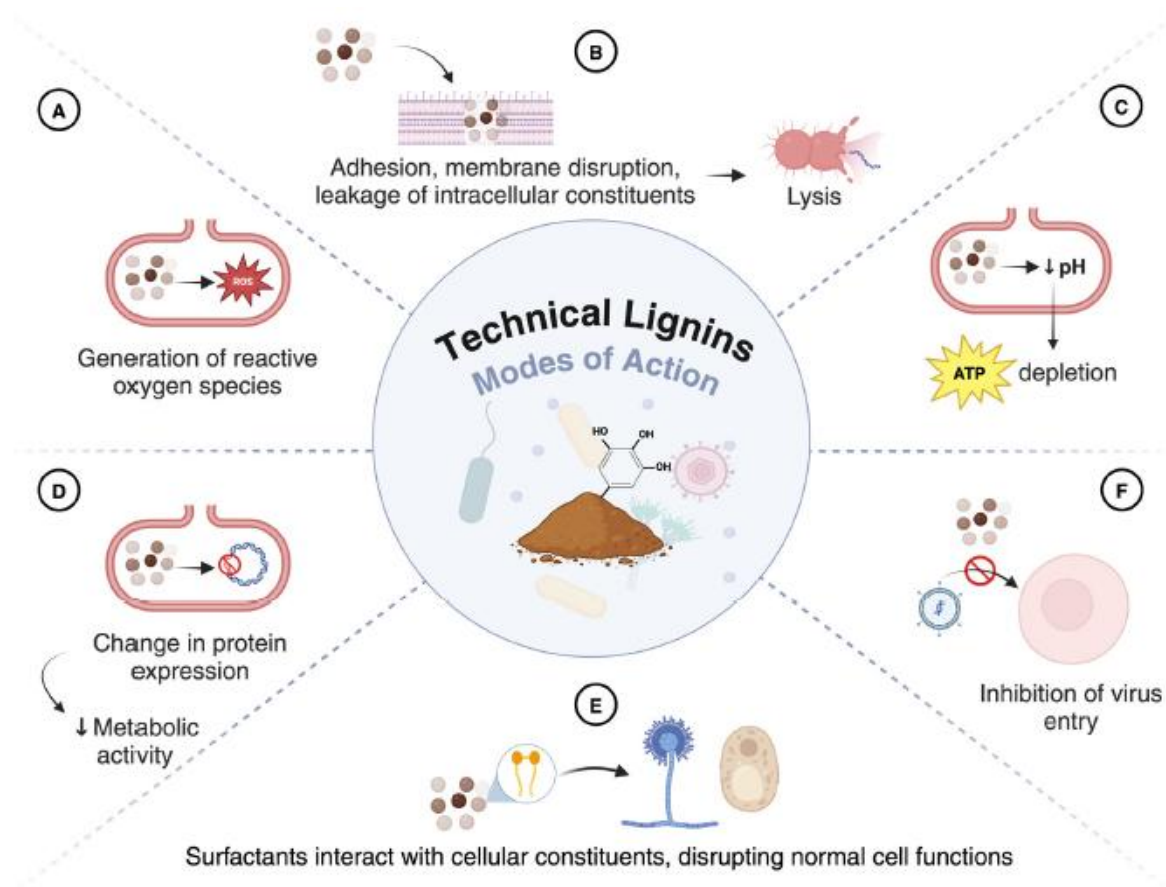 A
B
Adhesion, membrane disruption,
leakage of intracellular constituents
Lysis
C
ROS
Generation of reactive
oxygen species
↓ pH
ATP depletion
Technical Lignins
Modes of Action
HO
OH
OH
D
Change in protein
expression
↓ Metabolic
activity
E
Surfactants interact with cellular constituents, disrupting normal cell functions
F
Inhibition of virus
entry